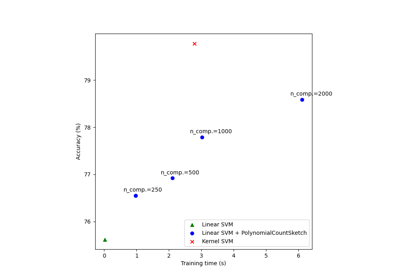 n_comp.=2000
n_comp.=1000
n_comp.=500
n_comp.=250
79
78
77
76
Accuracy (%)
Linear SVM
Linear SVM + PolynomialCountSketch
Kernel SVM
0 1 2 3 4 5 6
Training time (s)